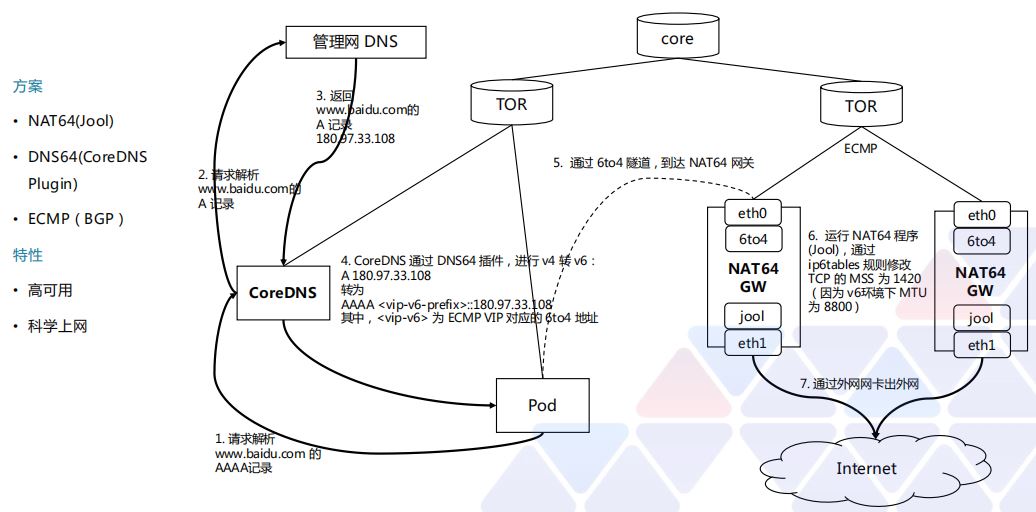 方案
• NAT64(Jool)
• DNS64(CoreDNS
Plugin)
• ECMP（BGP）
特性
• 高可用
• 科学上网
管理网 DNS
3. 返回
www.baidu.com的
A 记录
180.97.33.108
2. 请求解析
www.baidu.com的
A 记录
CoreDNS
4. CoreDNS 通过 DNS64 插件，进行 v4 转 v6：
A 180.97.33.108
转为
AAAA <vip-v6-prefix>::180.97.33.108
其中，<vip-v6> 为 ECMP VIP 对应的 6to4 地址
Pod
1. 请求解析
www.baidu.com 的
AAAA记录
core
TOR
TOR
ECMP
5. 通过 6to4 隧道，到达 NAT64 网关
eth0
6to4
NAT64
GW
jool
eth1
6. 运行 NAT64 程序
(Jool)，通过
ip6tables 规则修改
TCP 的 MSS 为 1420
（因为 v6环境下 MTU
为 8800）
eth0
6to4
NAT64
GW
jool
eth1
7. 通过外网网卡出外网
Internet